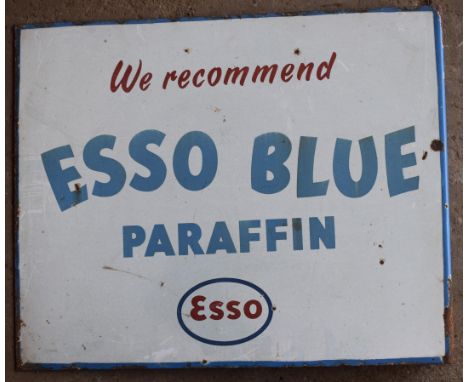 We recommend
ESSO BLUE
PARAFFIN
Esso